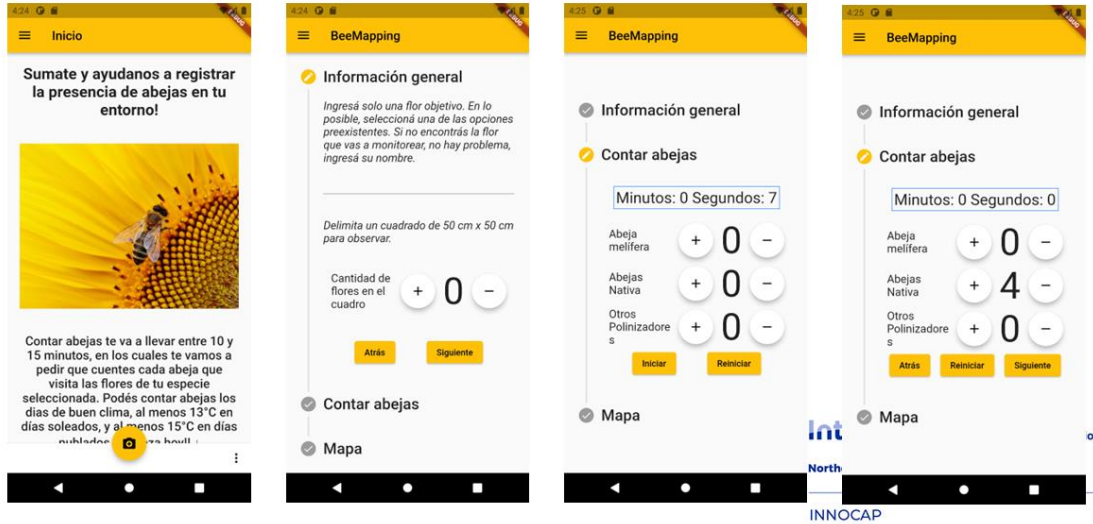 4:24
Inicio
Sumate y ayudanos a registrar
la presencia de abejas en tu
entorno!
Contar abejas te va a llevar entre 10 y
15 minutos, en los cuales te vamos a
pedir que cuentes cada abeja que
visita las flores de tu especie
seleccionada. Podés contar abejas los
dias de buen clima, al menos 13°C en
días soleados, y al menos 15°C en días
4:24
BeeMapping
Información general
Ingresá solo una flor objetivo. En lo
posible, seleccioná una de las opciones
preexistentes. Si no encontrás la flor
que vas a monitorear, no hay problema,
ingresá su nombre.
Delimita un cuadrado de 50 cm x 50 cm
para observar.
Cantidad de
flores en el
cuadro
+ 0 −
Atrás Siguiente
Contar abejas
Mapa
4:25
BeeMapping
Información general
Contar abejas
Minutos: 0 Segundos: 7
Abeja
melífera
+ 0 −
Abejas
Nativa
+ 0 −
Otros
Polinizadore
s
+ 0 −
Iniciar Reiniciar
Mapa
4:25
BeeMapping
Información general
Contar abejas
Minutos: 0 Segundos: 0
Abeja
melífera
+ 0 −
Abejas
Nativa
+ 4 −
Otros
Polinizadore
s
+ 0 −
Atrás Reiniciar Siguiente
Mapa
INNOCAP